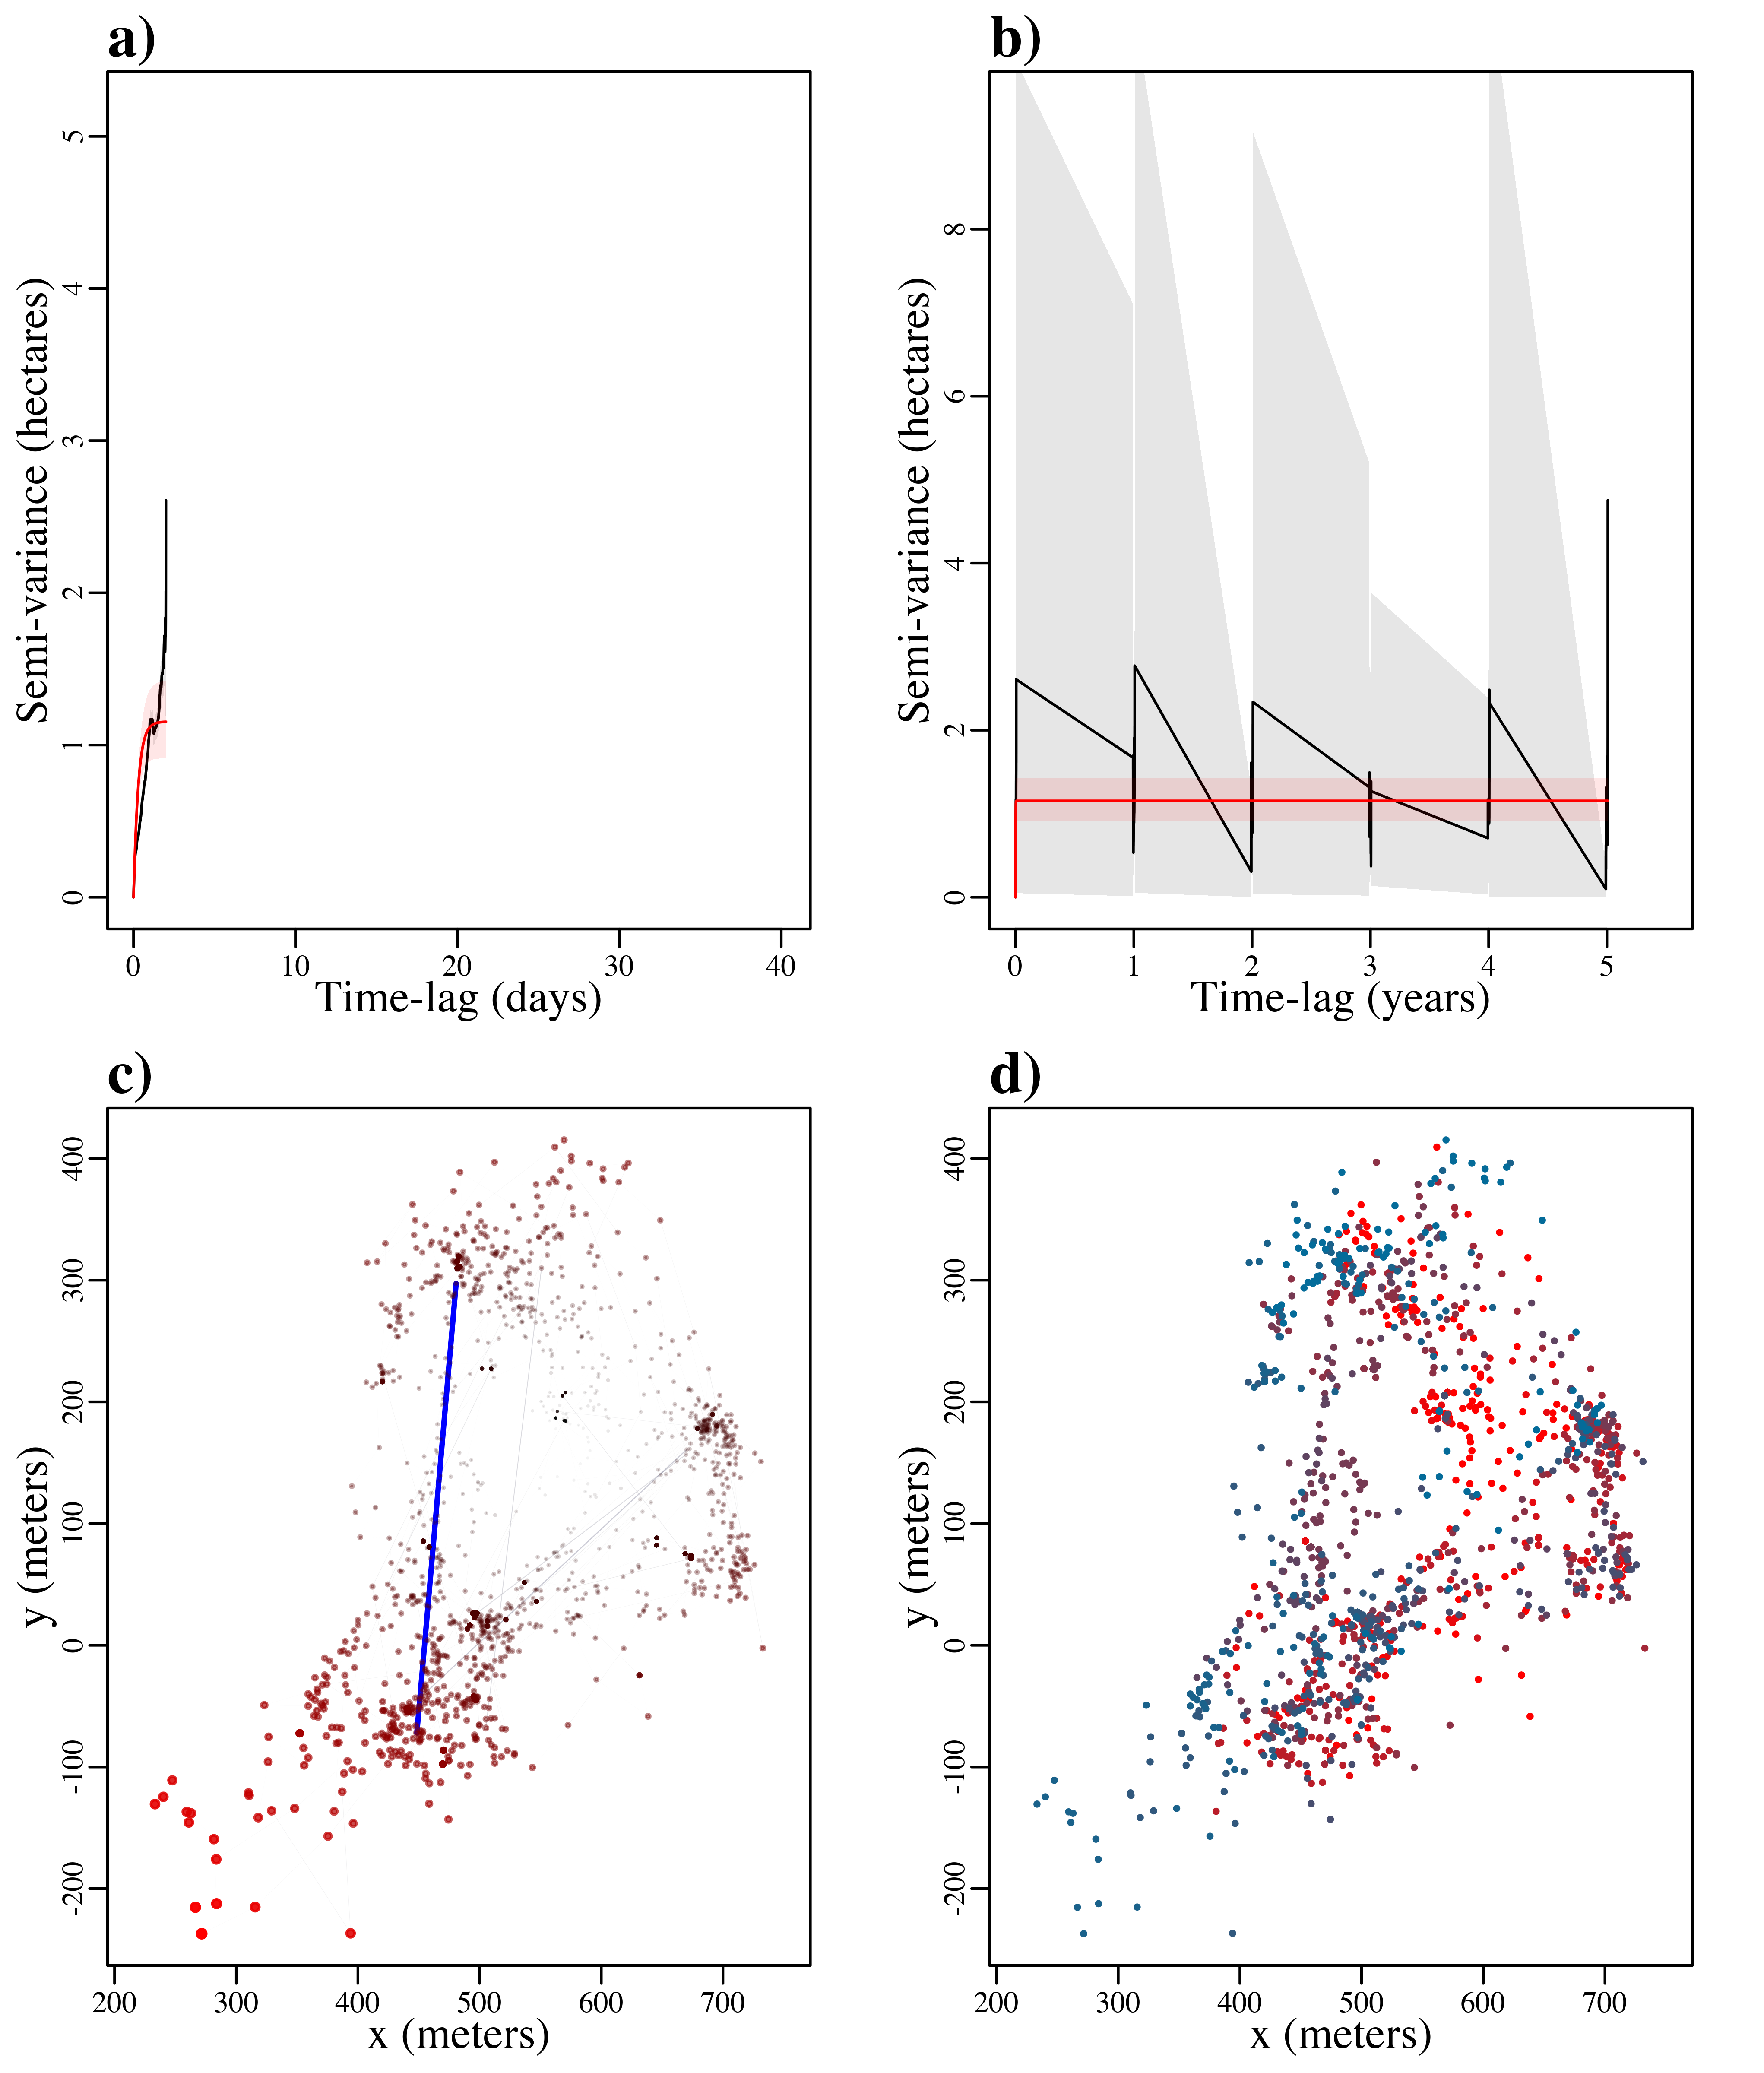 a)
Semi-variance (hectares)
0 1 2 3 4 5
0 10 20 30 40
Time-lag (days)
b)
Semi-variance (hectares)
0 2 4 6 8
0 1 2 3 4 5
Time-lag (years)
c)
y (meters)
-200 -100 0 100 200 300 400
200 300 400 500 600 700
x (meters)
d)
y (meters)
-200 -100 0 100 200 300 400
200 300 400 500 600 700
x (meters)